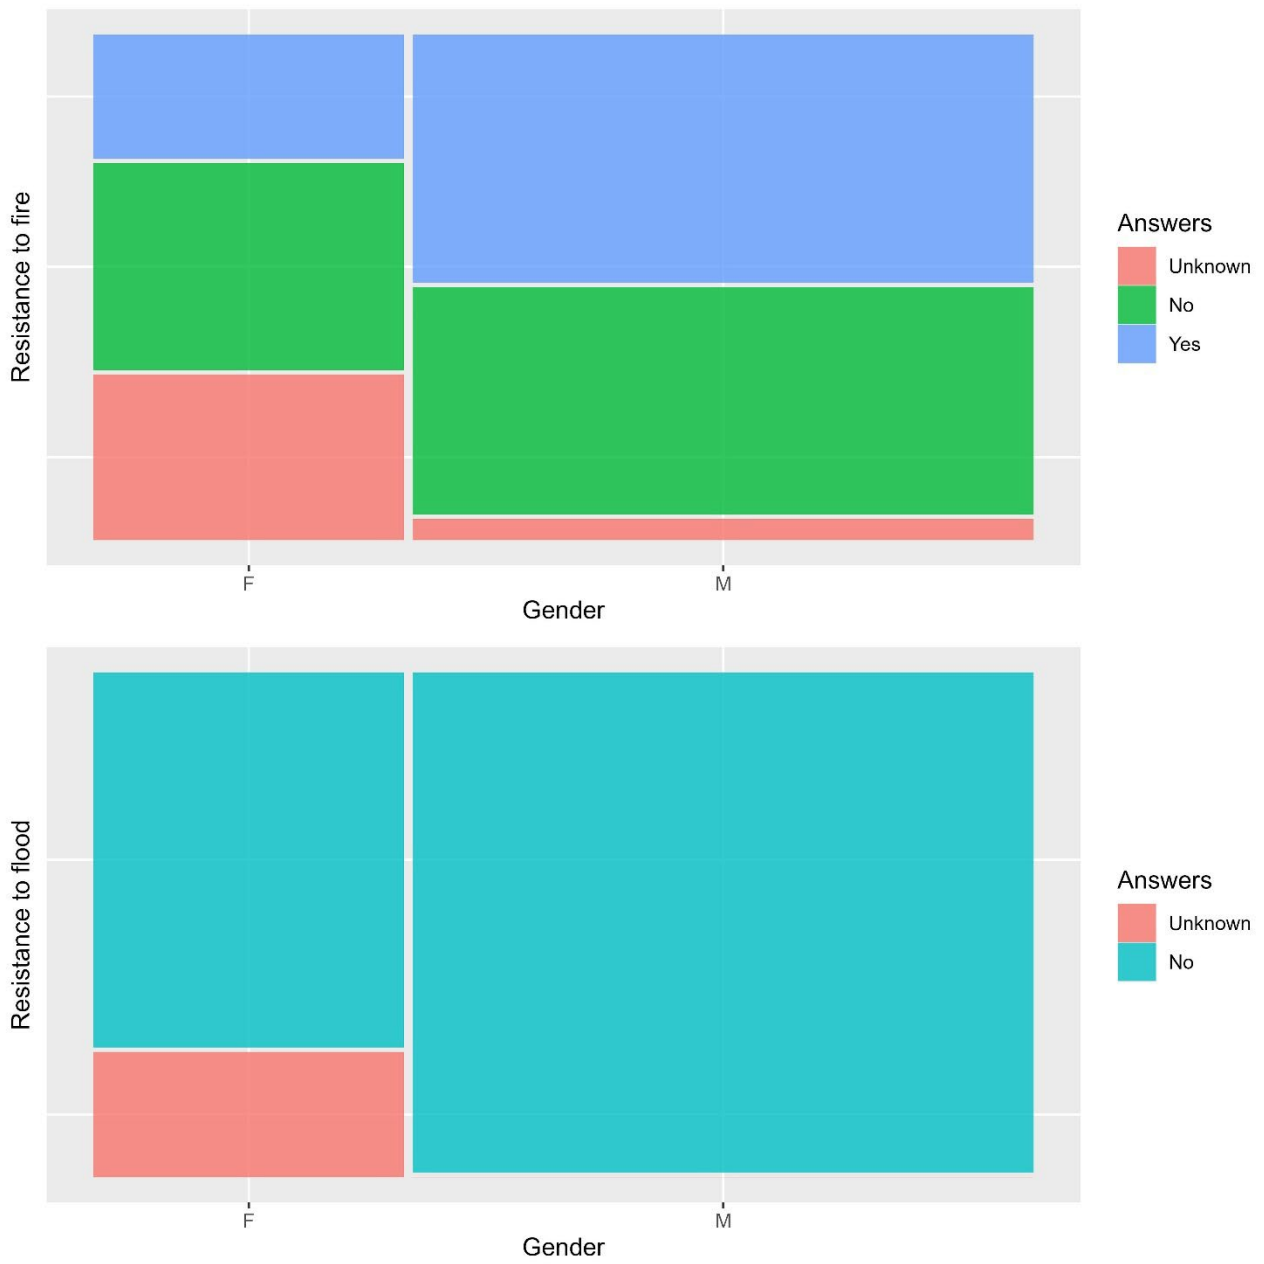 Resistance to fire
Answers
Unknown
No
Yes
F
M
Gender
Resistance to flood
Answers
Unknown
No
F
M
Gender